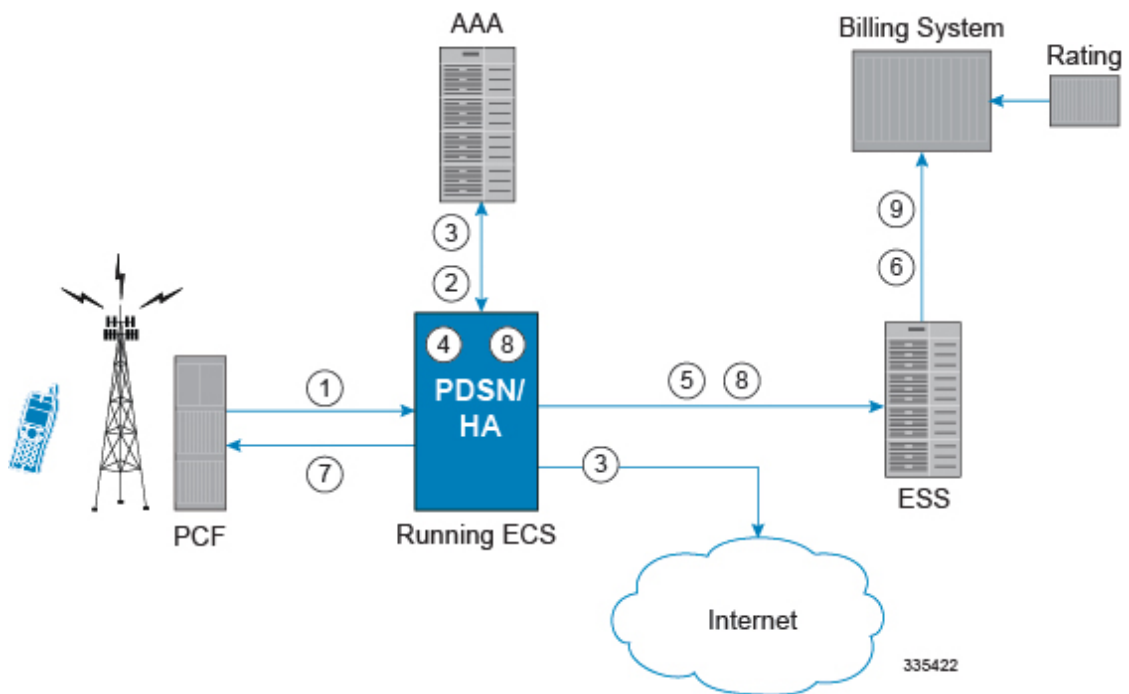 AAA
Billing System
Rating
3
2
9
6
4
8
PDSN/
HA
1
7
5
8
3
PCF
Running ECS
ESS
Internet
335422